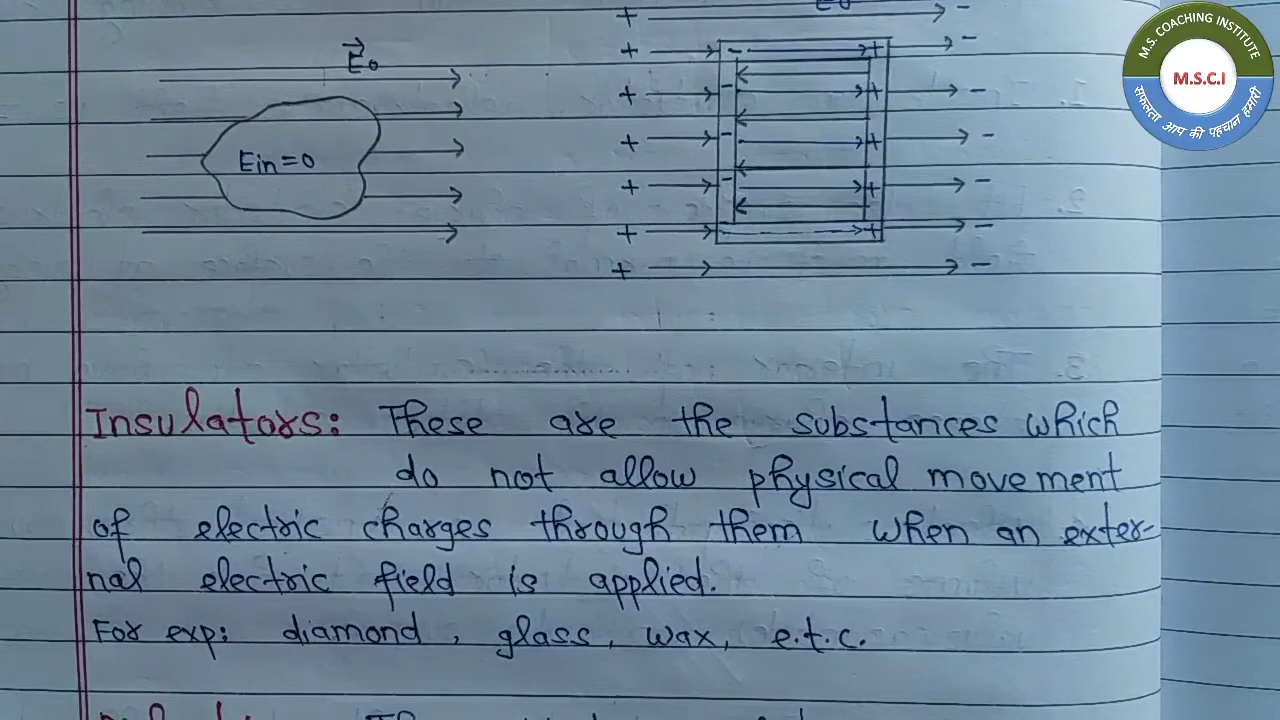 E₀
E₀
+ -
+ - + -
+ - + -
Ein=0
+ - + -
+ - + -
+ + -
+ -
Insulators: These are the substances which
do not allow physical movement
of electric charges through them when an exter-
nal electric field is applied.
For exp: diamond, glass, wax, e.t.c.
M.S. COACHING INSTITUTE
M.S.C.I
सफलता आप की पहचान हमारी